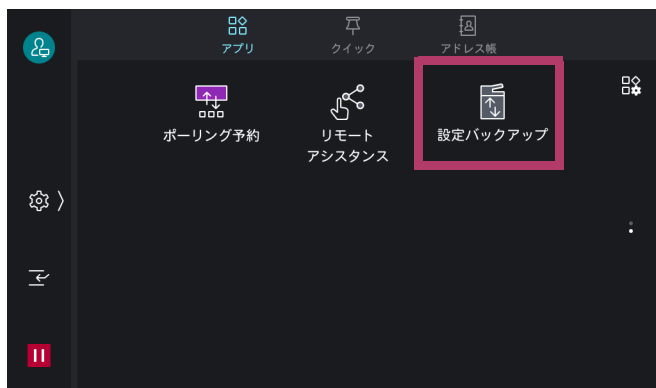 アプリ
クイック
アドレス帳
ポーリング予約
リモート
アシスタンス
設定バックアップ